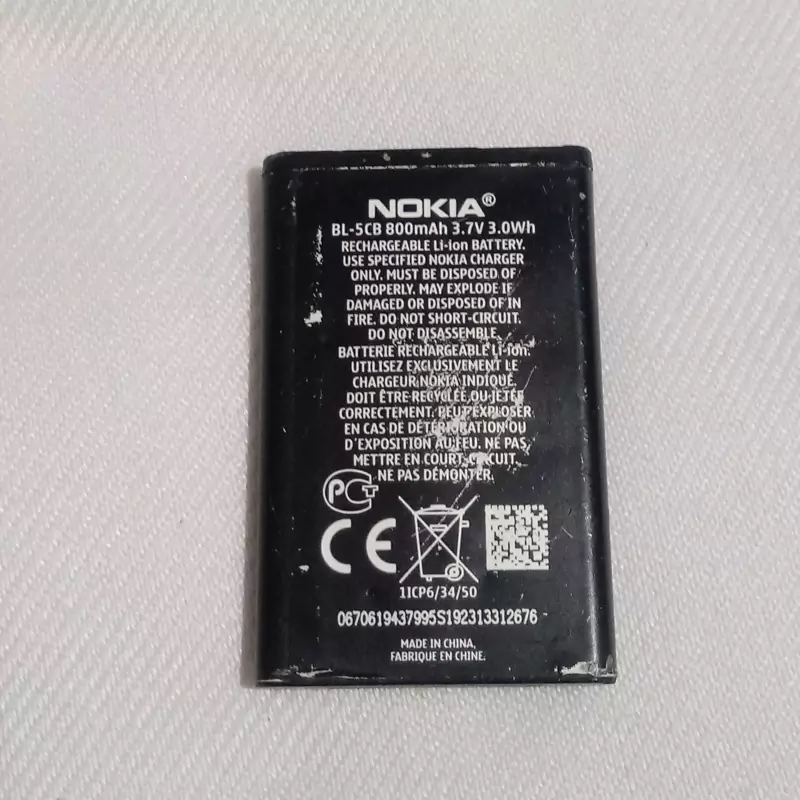 NOKIA®
BL-5CB 800mAh 3.7V 3.0Wh
RECHARGEABLE Li-ion BATTERY.
USE SPECIFIED NOKIA CHARGER
ONLY. MUST BE DISPOSED OF
PROPERLY. MAY EXPLODE IF
DAMAGED OR DISPOSED OF IN
FIRE. DO NOT SHORT-CIRCUIT.
DO NOT DISASSEMBLE.
BATTERIE RECHARGEABLE Li-ion.
UTILISEZ EXCLUSIVEMENT LE
CHARGEUR NOKIA INDIQUÉ.
DOIT ÊTRE RECYCLÉE OU JETÉE
CORRECTEMENT. PEUT EXPLOSER
EN CAS DE DÉTÉRIORATION OU
D'EXPOSITION AU FEU. NE PAS
METTRE EN COURT-CIRCUIT.
NE PAS DÉMONTER.
РСТ
CE
1ICP6/34/50
0670619437995S192313312676
MADE IN CHINA,
FABRIQUE EN CHINE.